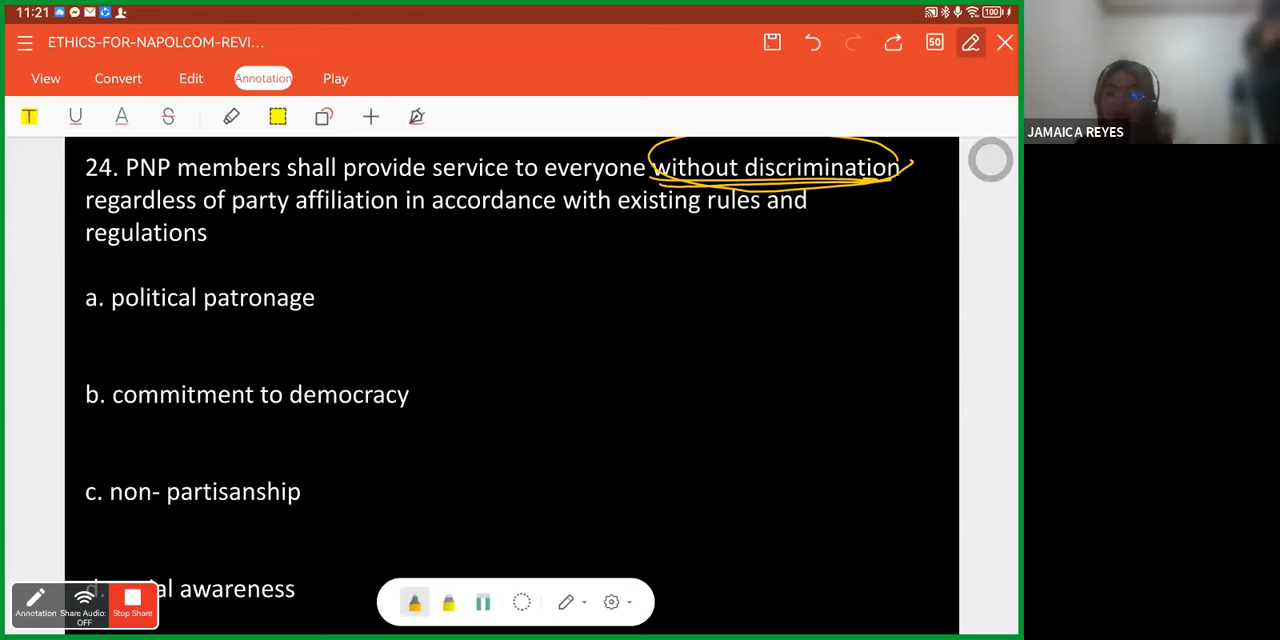 11:21
100
ETHICS-FOR-NAPOLCOM-REVI...
50
View Convert Edit Annotation Play
T U A S
JAMAICA REYES
24. PNP members shall provide service to everyone without discrimination
regardless of party affiliation in accordance with existing rules and
regulations
a. political patronage
b. commitment to democracy
c. non- partisanship
awareness
Annotation Share Audio: OFF Stop Share